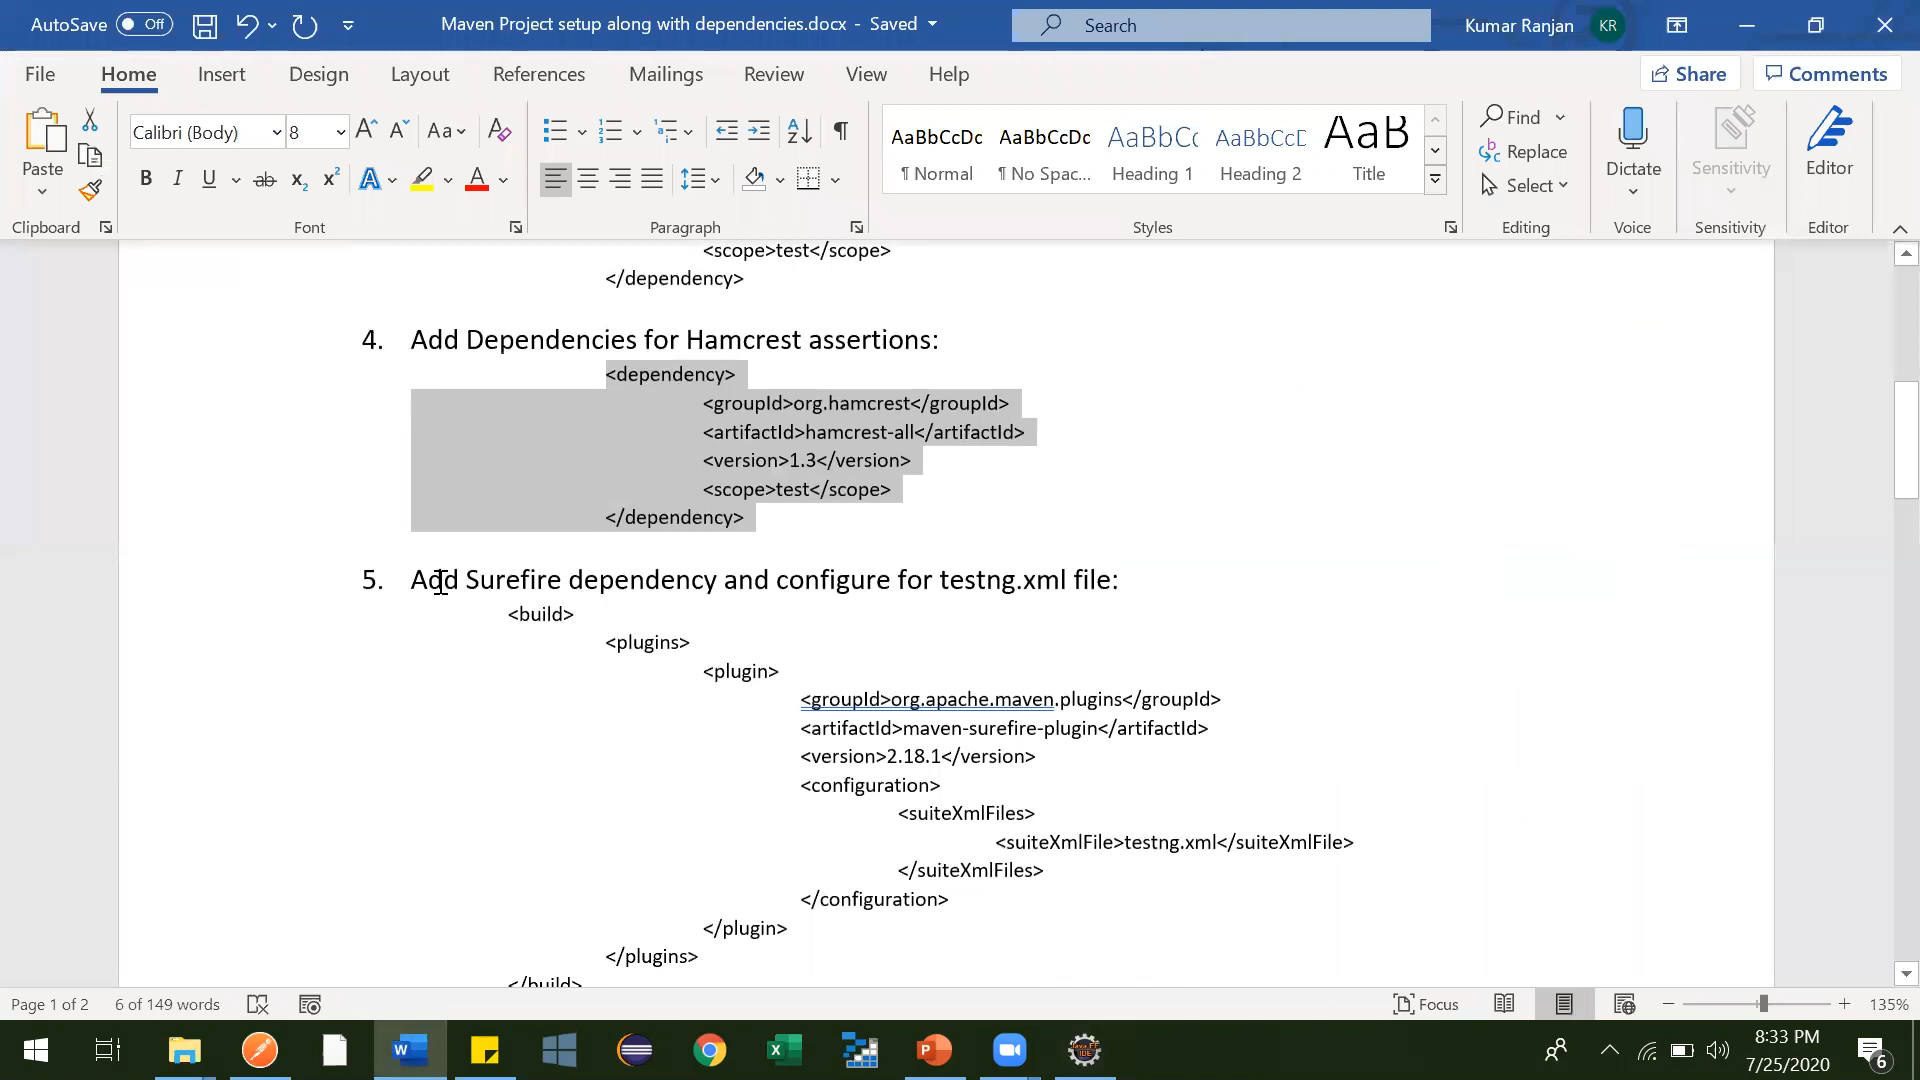 AutoSave Off Maven Project setup along with dependencies.docx - Saved Search Kumar Ranjan KR
File Home Insert Design Layout References Mailings Review View Help Share Comments
Paste Calibri (Body) 8 Aa AaBbCcDc AaBbCcDc AaBbCc AaBbCcD AaB Find Dictate Sensitivity Editor
¶ Normal ¶ No Spac... Heading 1 Heading 2 Title Replace
B I U ab x₂ x² A A Select
Clipboard Font Paragraph Styles Editing Voice Sensitivity Editor
<scope>test</scope>
</dependency>
4. Add Dependencies for Hamcrest assertions:
<dependency>
<groupId>org.hamcrest</groupId>
<artifactId>hamcrest-all</artifactId>
<version>1.3</version>
<scope>test</scope>
</dependency>
5. Add Surefire dependency and configure for testng.xml file:
<build>
<plugins>
<plugin>
<groupId>org.apache.maven.plugins</groupId>
<artifactId>maven-surefire-plugin</artifactId>
<version>2.18.1</version>
<configuration>
<suiteXmlFiles>
<suiteXmlFile>testng.xml</suiteXmlFile>
</suiteXmlFiles>
</configuration>
</plugin>
</plugins>
</build>
Page 1 of 2 6 of 149 words Focus 135%
8:33 PM
7/25/2020 6